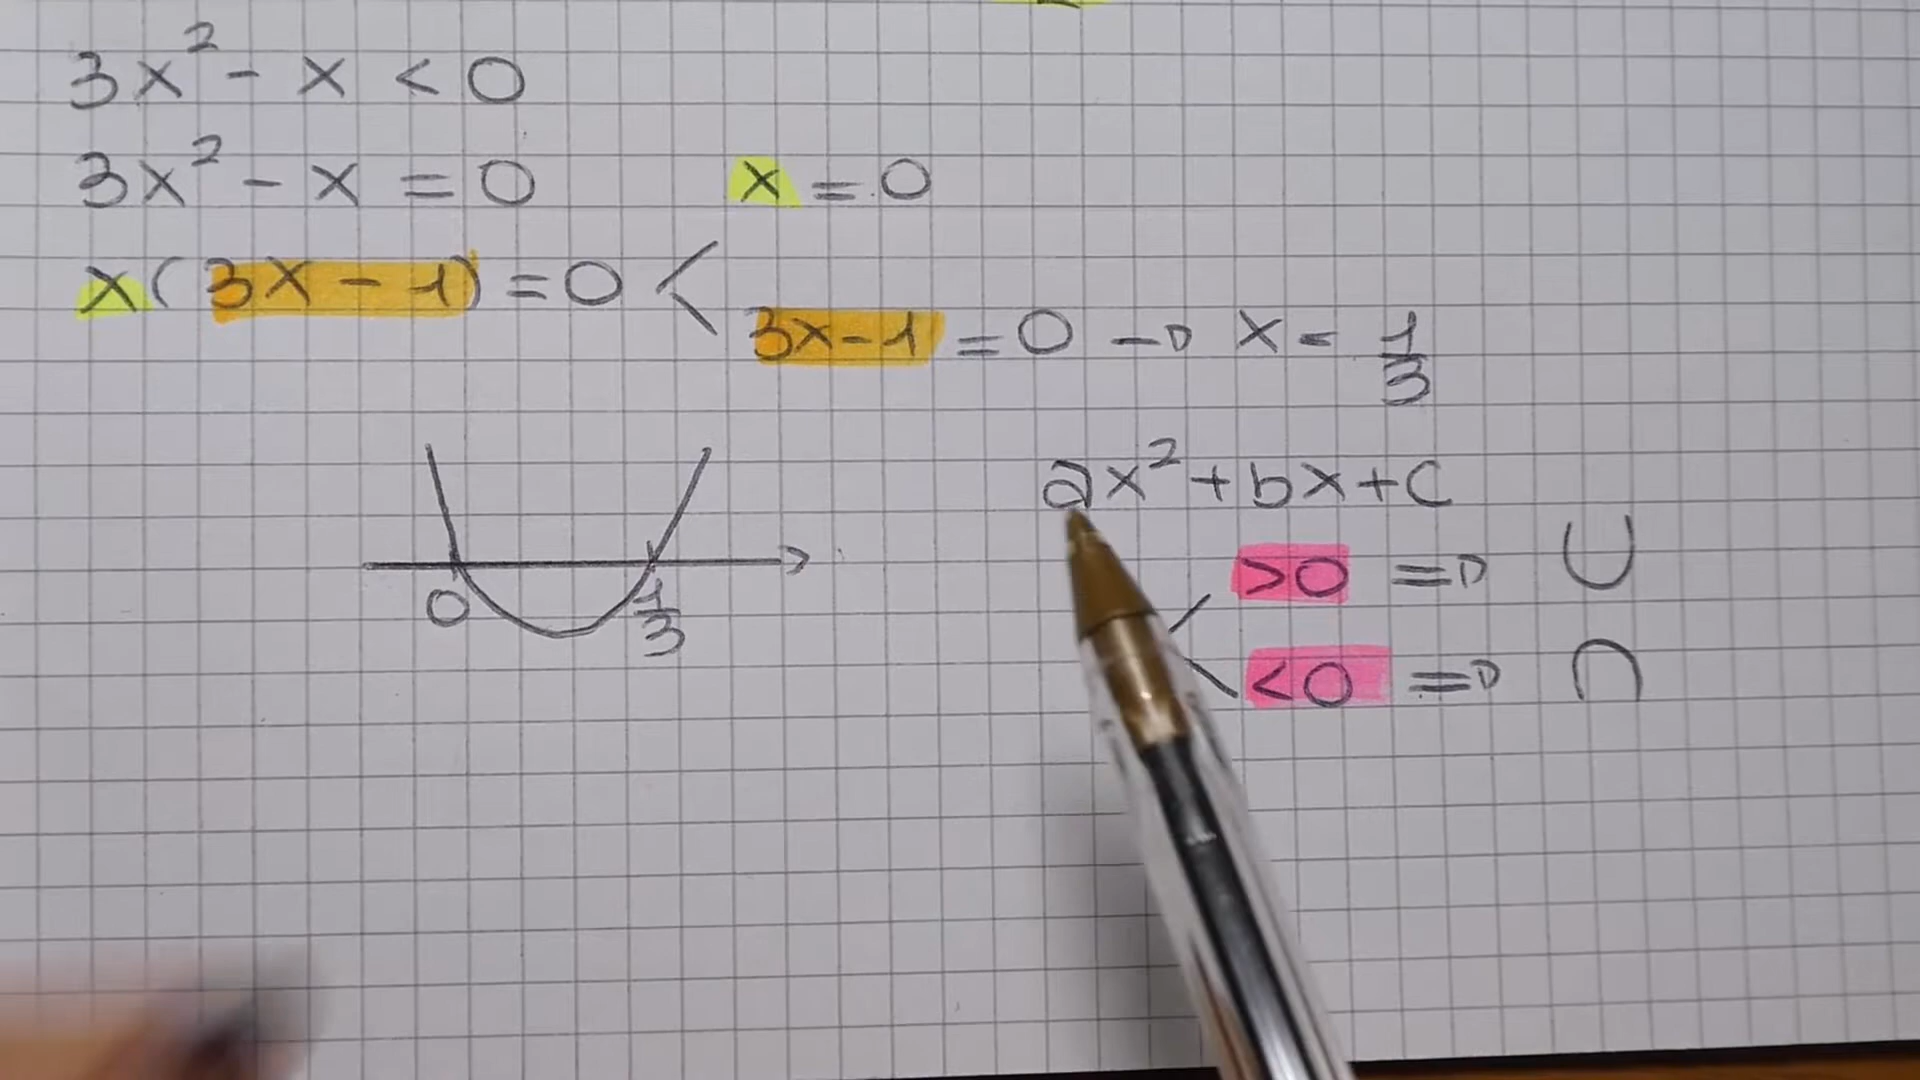 3x² - x < 0
3x² - x = 0
x = 0
x(3x - 1) = 0 <
3x - 1 = 0 → x = 1/3
ax² + bx + c
>0 ⇒ ∪
<0 ⇒ ∩
0
1/3